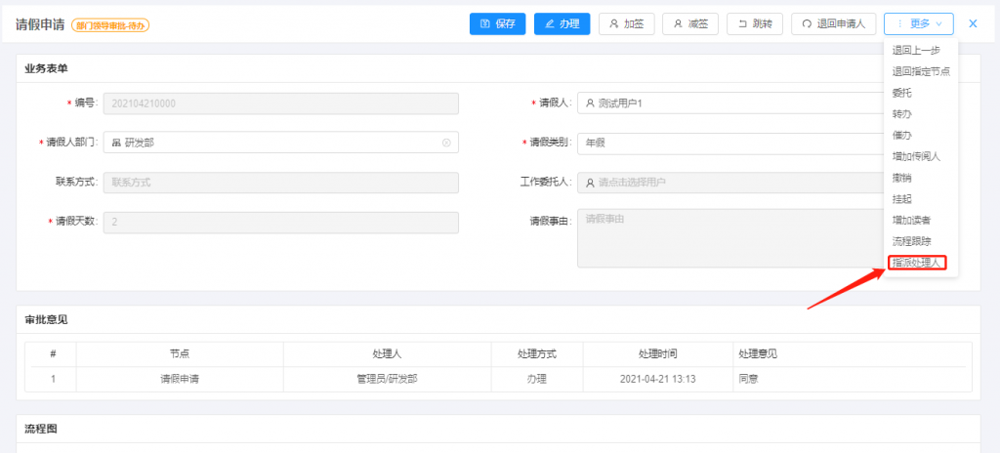 请假申请 部门领导审批-待办 保存 办理 加签 减签 跳转 退回申请人 更多
退回上一步
退回指定节点
委托
转办
催办
增加传阅人
撤销
挂起
增加读者
流程跟踪
指派处理人
业务表单
* 编号: 202104210000 * 请假人: 测试用户1
* 请假人部门: 研发部 * 请假类别: 年假
联系方式: 联系方式 工作委托人: 请点击选择用户
* 请假天数: 2 请假事由: 请假事由
审批意见
# 节点 处理人 处理方式 处理时间 处理意见
1 请假申请 管理员/研发部 办理 2021-04-21 13:13 同意
流程图